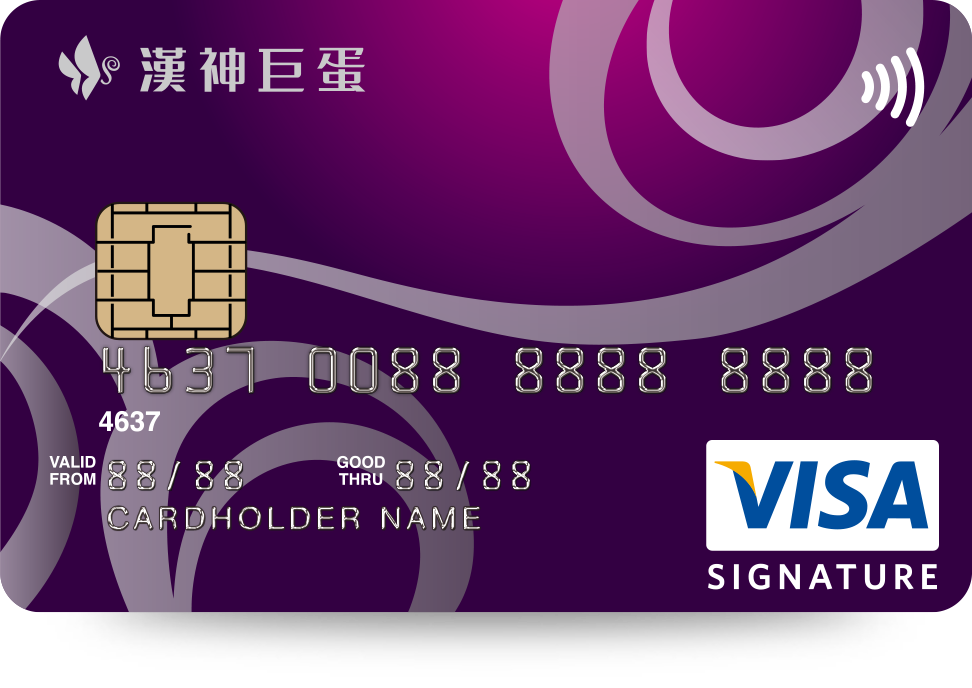 漢神巨蛋
4637 0088 8888 8888
4637
VALID FROM 88/88 GOOD THRU 88/88
CARDHOLDER NAME
VISA
SIGNATURE